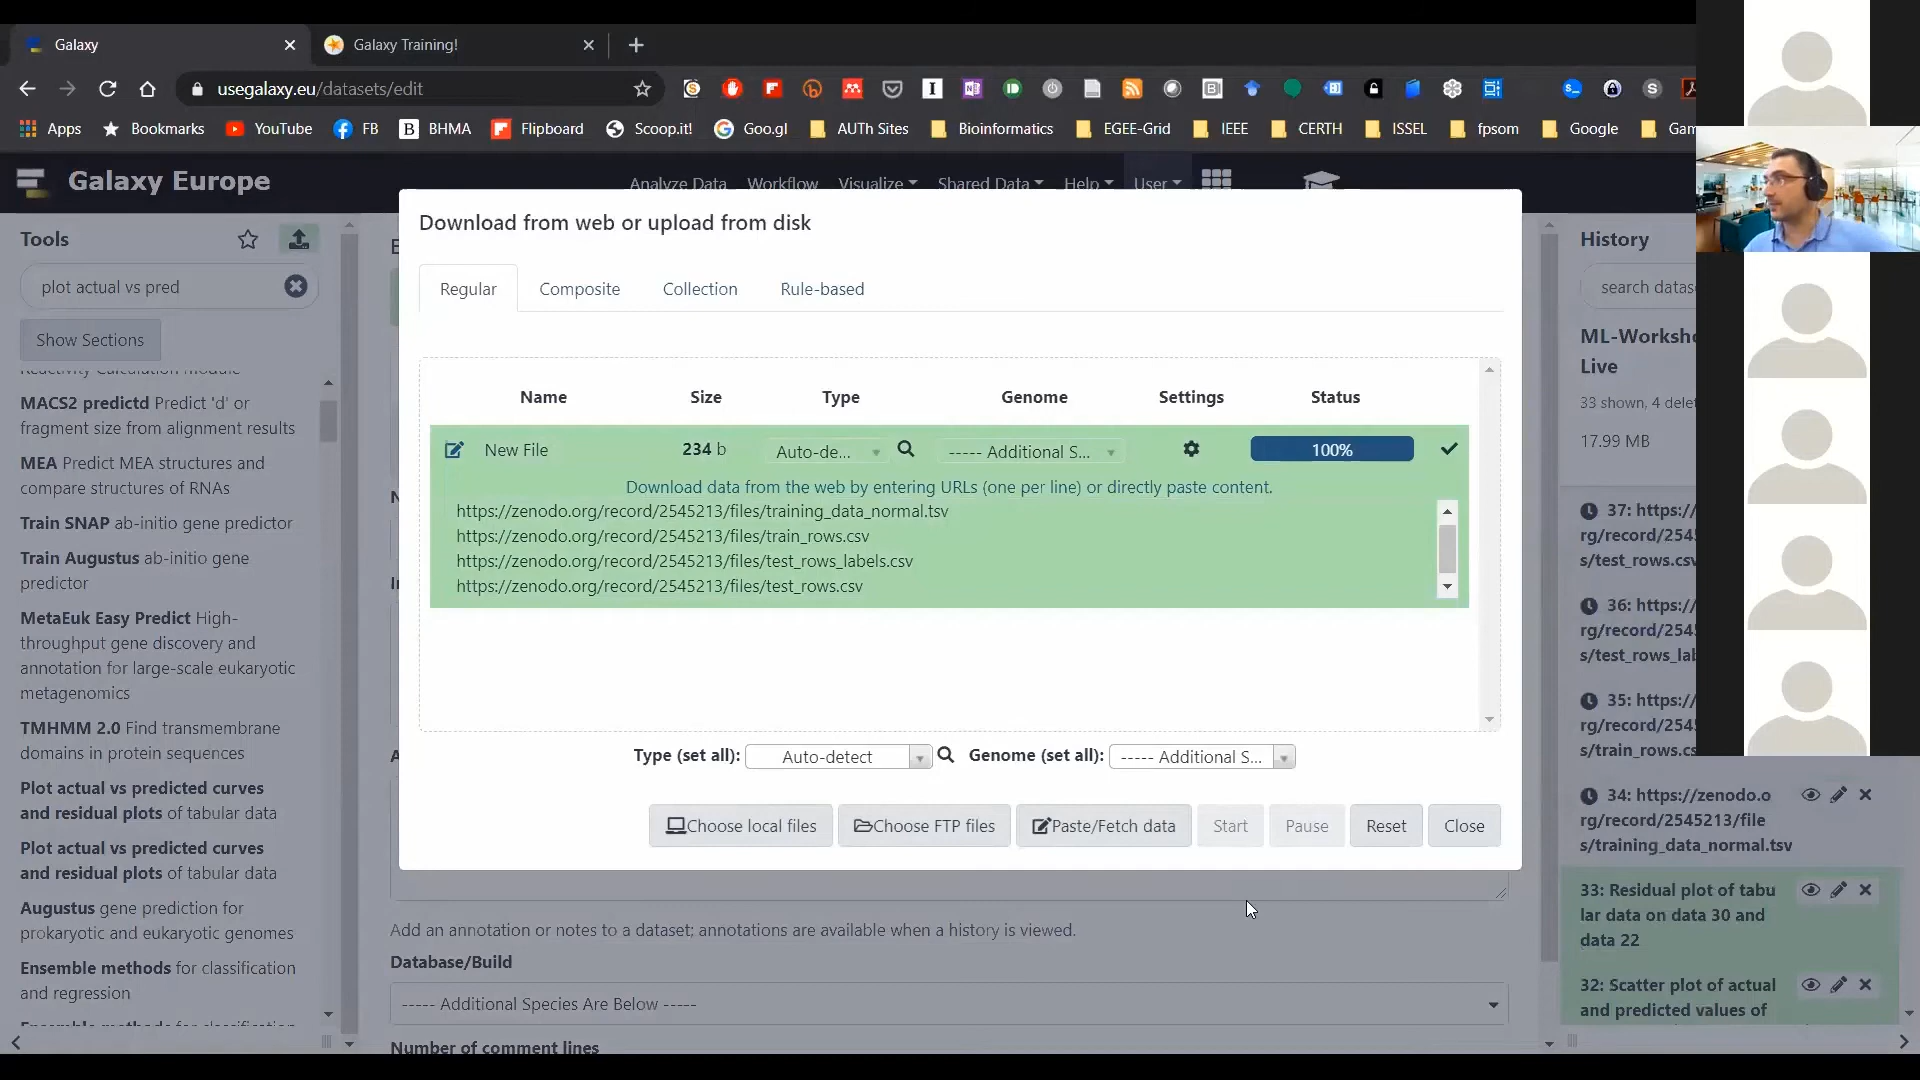 Galaxy
Galaxy Training!
usegalaxy.eu/datasets/edit
Apps
Bookmarks
YouTube
FB
BHMA
Flipboard
Scoop.it!
Goo.gl
AUTh Sites
Bioinformatics
EGEE-Grid
IEEE
CERTH
ISSEL
fpsom
Google
Gam
Galaxy Europe
Analyze Data
Workflow
Visualize
Shared Data
Help
User
Tools
plot actual vs pred
Show Sections
Reactivity Calculation module
MACS2 predictd Predict 'd' or
fragment size from alignment results
MEA Predict MEA structures and
compare structures of RNAs
Train SNAP ab-initio gene predictor
Train Augustus ab-initio gene
predictor
MetaEuk Easy Predict High-
throughput gene discovery and
annotation for large-scale eukaryotic
metagenomics
TMHMM 2.0 Find transmembrane
domains in protein sequences
Plot actual vs predicted curves
and residual plots of tabular data
Plot actual vs predicted curves
and residual plots of tabular data
Augustus gene prediction for
prokaryotic and eukaryotic genomes
Ensemble methods for classification
and regression
Ensemble methods for classification
Download from web or upload from disk
Regular
Composite
Collection
Rule-based
Name
Size
Type
Genome
Settings
Status
New File
234 b
Auto-de...
----- Additional S...
100%
Download data from the web by entering URLs (one per line) or directly paste content.
https://zenodo.org/record/2545213/files/training_data_normal.tsv
https://zenodo.org/record/2545213/files/train_rows.csv
https://zenodo.org/record/2545213/files/test_rows_labels.csv
https://zenodo.org/record/2545213/files/test_rows.csv
Type (set all):
Auto-detect
Genome (set all):
----- Additional S...
Choose local files
Choose FTP files
Paste/Fetch data
Start
Pause
Reset
Close
Add an annotation or notes to a dataset; annotations are available when a history is viewed.
Database/Build
----- Additional Species Are Below -----
Number of comment lines
History
search datas
ML-Worksho
Live
33 shown, 4 delet
17.99 MB
37: https:/
rg/record/254
s/test_rows.csv
36: https:/
rg/record/254
s/test_rows_lab
35: https:/
rg/record/254
s/train_rows.cs
34: https://zenodo.o
rg/record/2545213/file
s/training_data_normal.tsv
33: Residual plot of tabu
lar data on data 30 and
data 22
32: Scatter plot of actual
and predicted values of